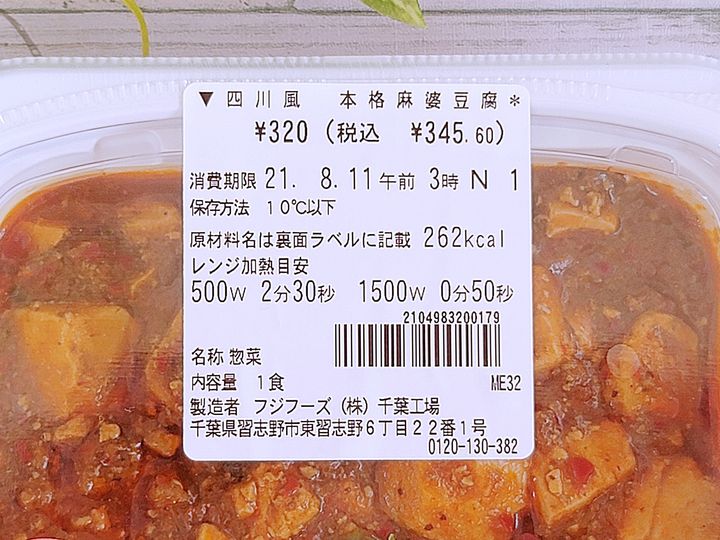 ▼四川風 本格麻婆豆腐*
¥320(税込 ¥345.60)
消費期限 21. 8.11午前 3時 N 1
保存方法 10℃以下
原材料名は裏面ラベルに記載 262kcal
レンジ加熱目安
500W 2分30秒 1500W 0分50秒
2104983200179
名称 惣菜
内容量 1食 ME32
製造者 フジフーズ(株)千葉工場
千葉県習志野市東習志野6丁目22番1号
0120-130-382